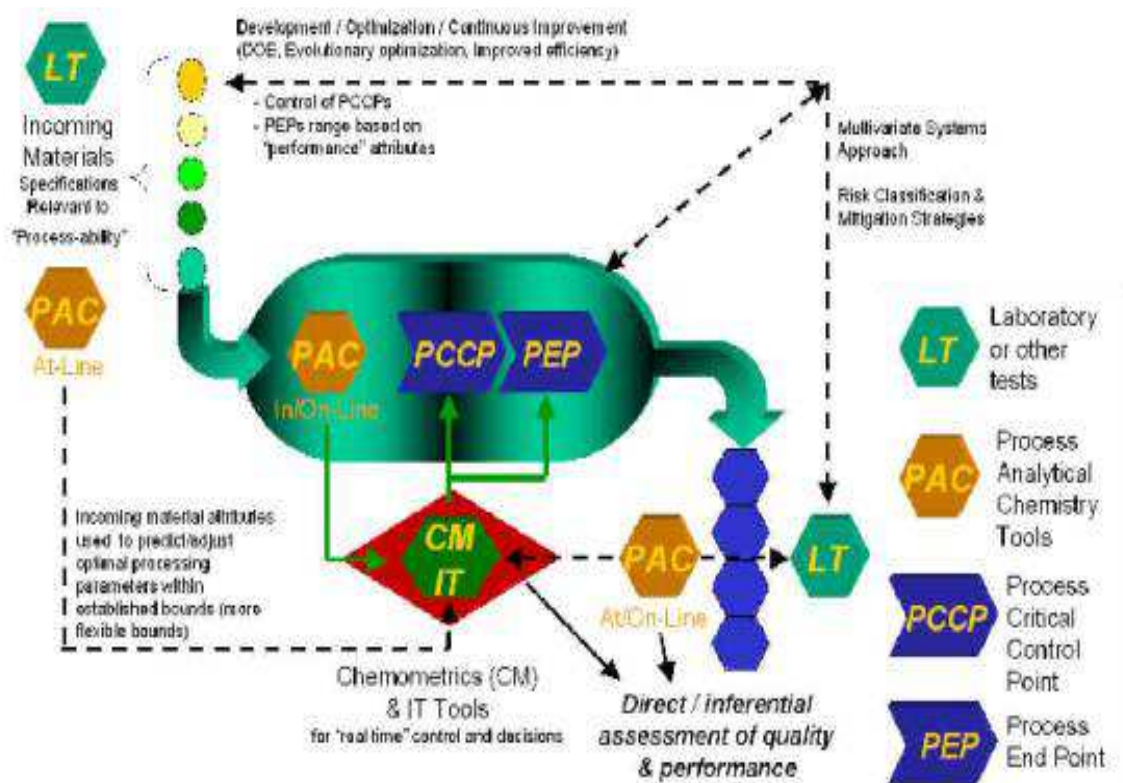 Development / Optimization / Continuous Improvement
(DOE, Evolutionary optimization, Improved efficiency)
LT
Incoming
Materials
Specifications
Relevant to
"Process-ability"
- Control of PCCPs
- PEPs range based on
"performance" attributes
Multivariate Systems
Approach
Risk Classification &
Mitigation Strategies
PAC
At-Line
PAC
In/On-Line
PCCP
PEP
Incoming material attributes
used to predict/adjust
optimal processing
parameters within
established bounds (more
flexible bounds)
CM
IT
Chemometrics (CM)
& IT Tools
for "real time" control and decisions
PAC
At/On-Line
LT
Direct / inferential
assessment of quality
& performance
LT
Laboratory
or other
tests
PAC
Process
Analytical
Chemistry
Tools
PCCP
Process
Critical
Control
Point
PEP
Process
End Point